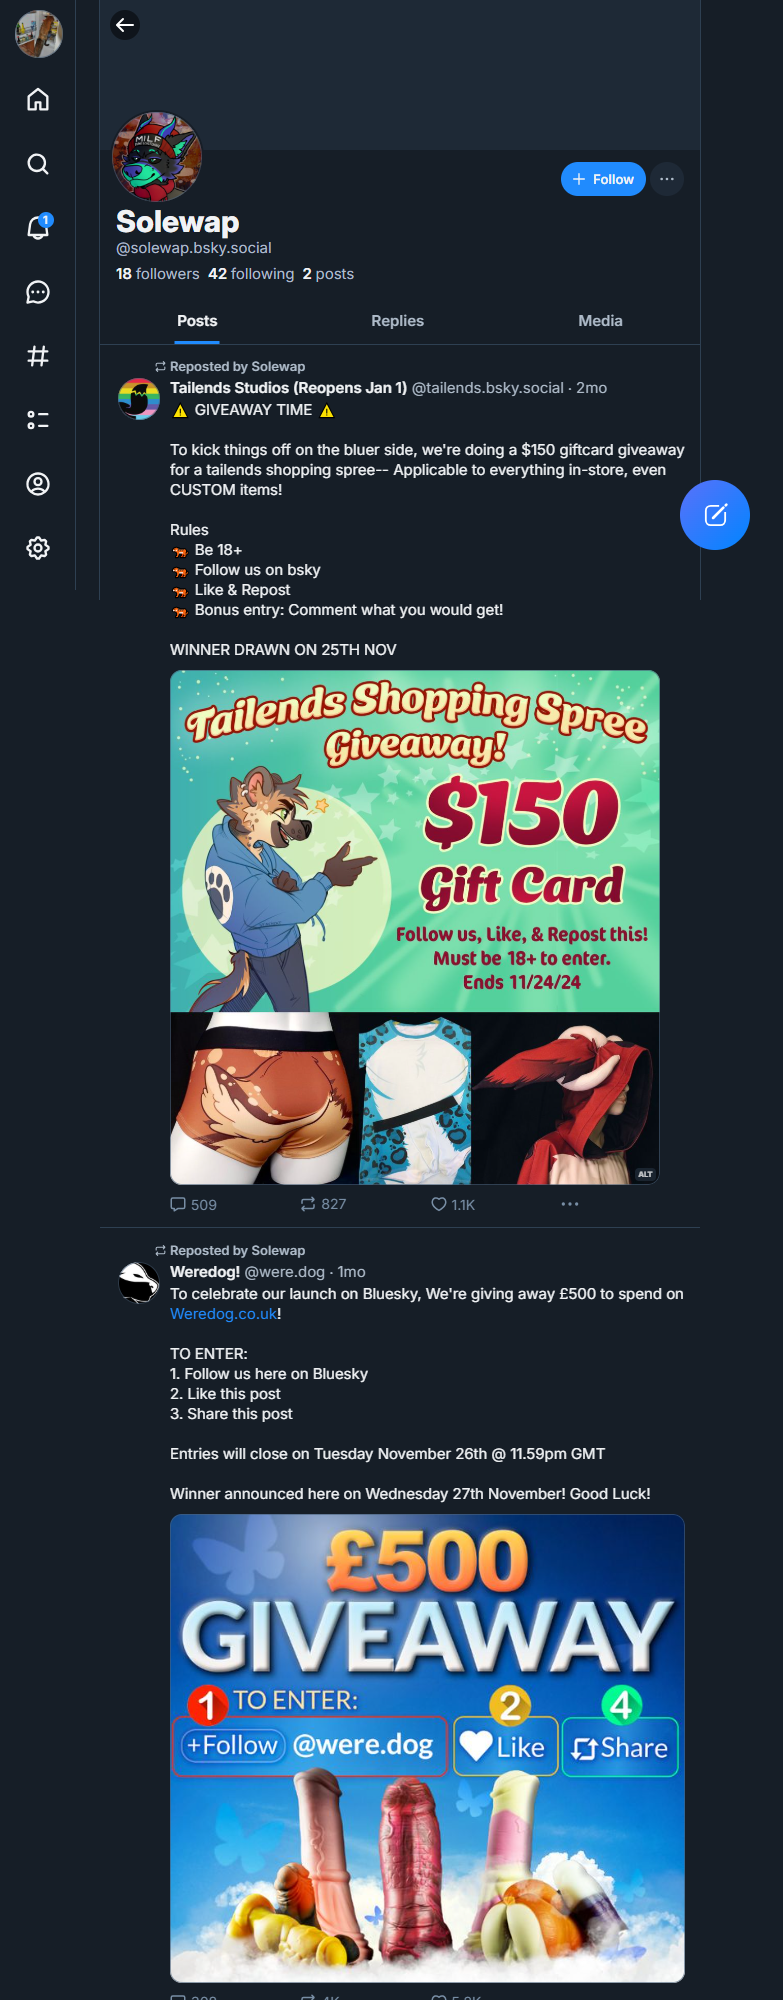 MILF
+ Follow
1
Solewap
@solewap.bsky.social
18 followers 42 following 2 posts
Posts Replies Media
Reposted by Solewap
Tailends Studios (Reopens Jan 1) @tailends.bsky.social · 2mo
⚠️ GIVEAWAY TIME ⚠️
To kick things off on the bluer side, we're doing a $150 giftcard giveaway
for a tailends shopping spree-- Applicable to everything in-store, even
CUSTOM items!
Rules
🐅 Be 18+
🐅 Follow us on bsky
🐅 Like & Repost
🐅 Bonus entry: Comment what you would get!
WINNER DRAWN ON 25TH NOV
Tailends Shopping Spree
Giveaway!
$150
Gift Card
Follow us, Like, & Repost this!
Must be 18+ to enter.
Ends 11/24/24
ALT
509 827 1.1K
Reposted by Solewap
Weredog! @were.dog · 1mo
To celebrate our launch on Bluesky, We're giving away £500 to spend on
Weredog.co.uk!
TO ENTER:
1. Follow us here on Bluesky
2. Like this post
3. Share this post
Entries will close on Tuesday November 26th @ 11.59pm GMT
Winner announced here on Wednesday 27th November! Good Luck!
£500
GIVEAWAY
1 TO ENTER: 2 4
+Follow @were.dog Like Share